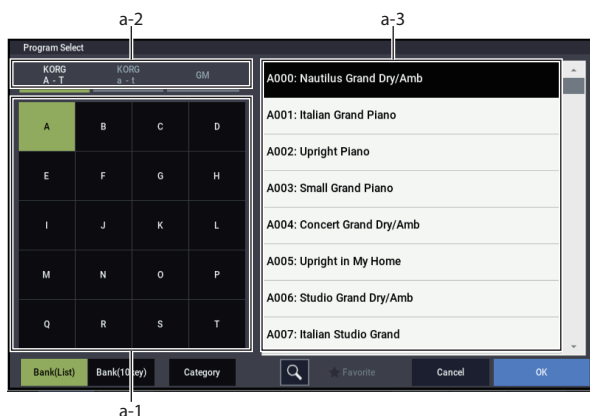 a-2
a-3
Program Select
KORG
A - T
KORG
a - t
GM
A B C D
E F G H
I J K L
M N O P
Q R S T
A000: Nautilus Grand Dry/Amb
A001: Italian Grand Piano
A002: Upright Piano
A003: Small Grand Piano
A004: Concert Grand Dry/Amb
A005: Upright in My Home
A006: Studio Grand Dry/Amb
A007: Italian Studio Grand
Bank(List) Bank(10key) Category Favorite Cancel OK
a-1